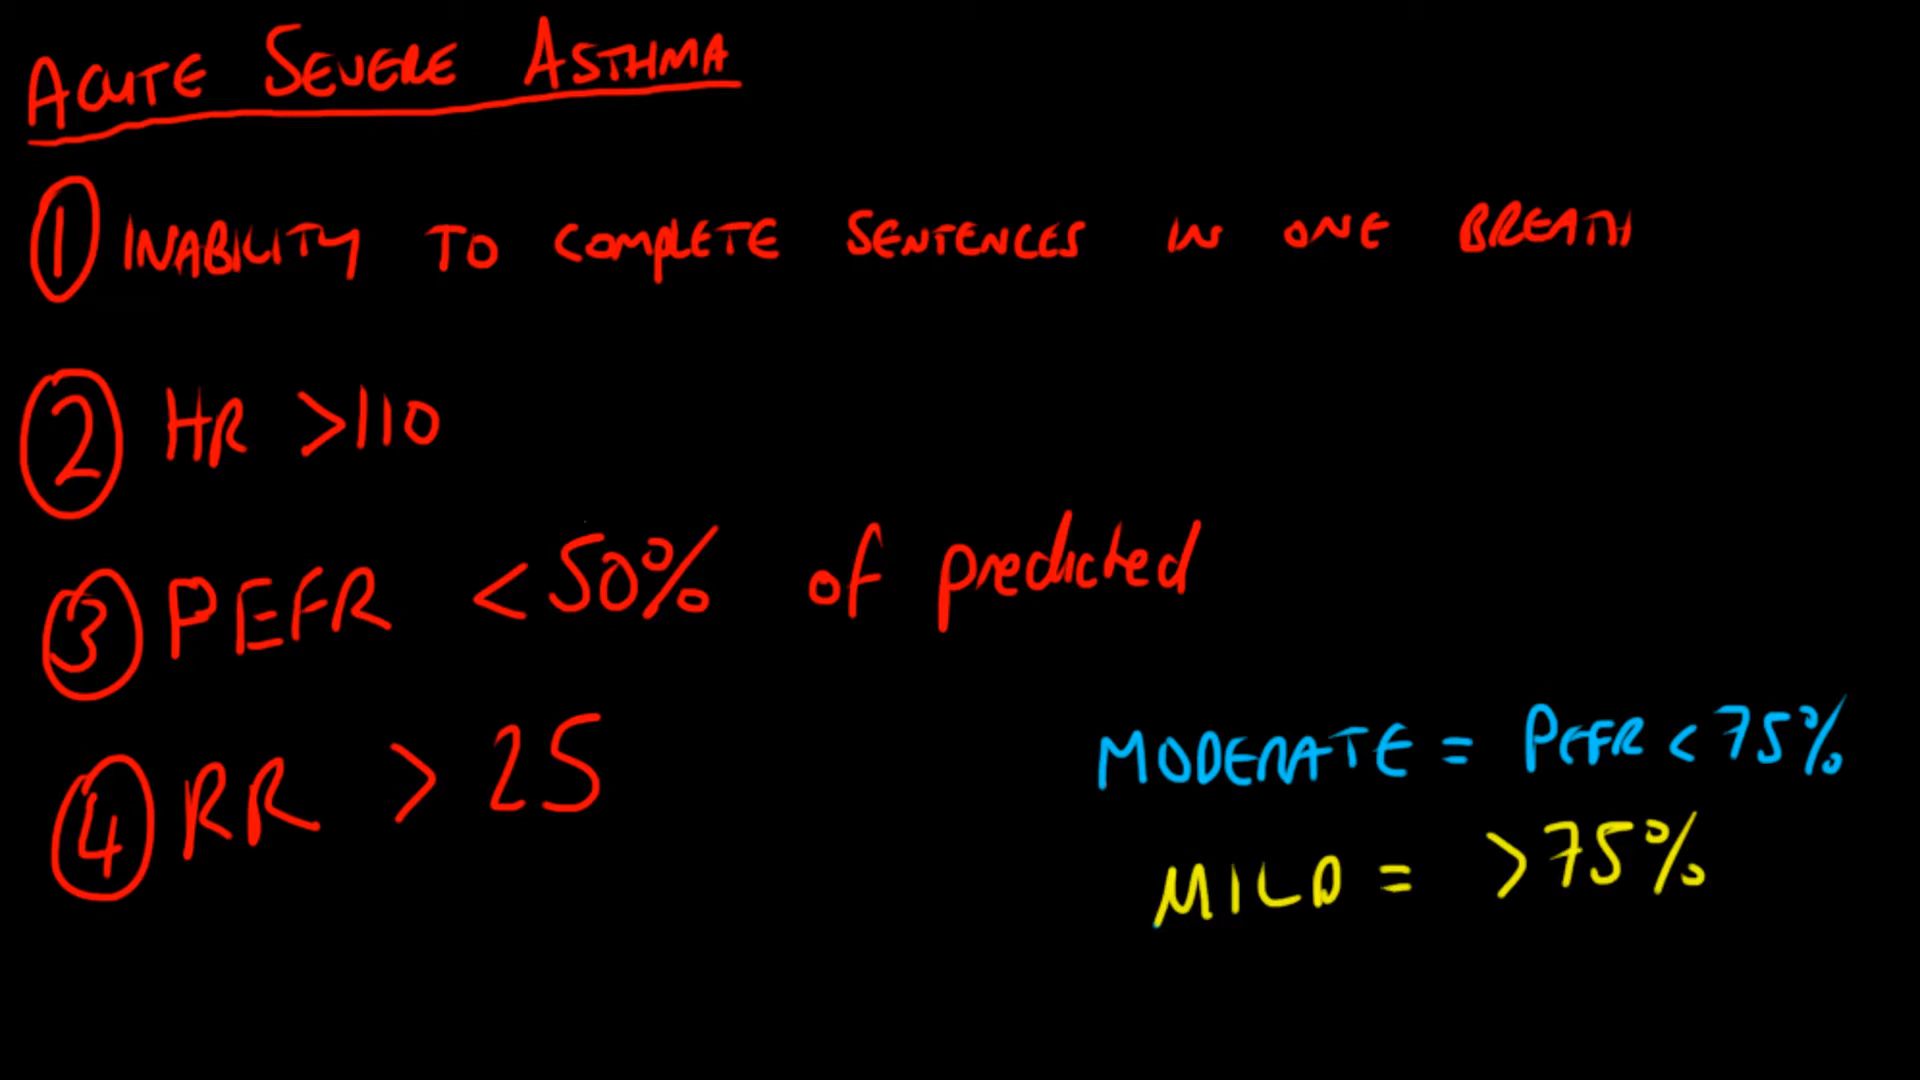 ACUTE SEVERE ASTHMA
1 INABILITY TO COMPLETE SENTENCES IN ONE BREATH
2 HR >110
3 PEFR <50% of predicted
4 RR > 25
MODERATE = PEFR < 75%
MILD = >75%